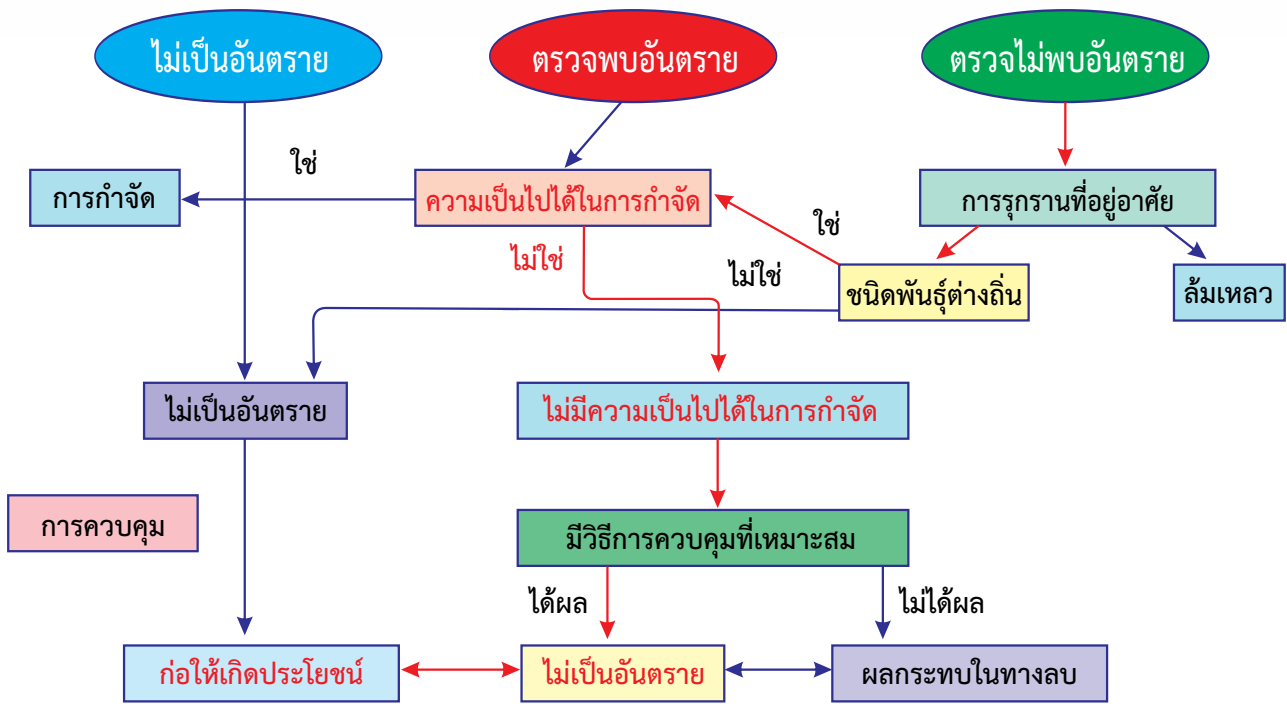 ไม่เป็นอันตราย
ตรวจพบอันตราย
ตรวจไม่พบอันตราย
ใช่
การกำจัด
ความเป็นไปได้ในการกำจัด
การรุกรานที่อยู่อาศัย
ใช่
ไม่ใช่
ไม่ใช่
ชนิดพันธุ์ต่างถิ่น
ล้มเหลว
ไม่เป็นอันตราย
ไม่มีความเป็นไปได้ในการกำจัด
การควบคุม
มีวิธีการควบคุมที่เหมาะสม
ได้ผล
ไม่ได้ผล
ก่อให้เกิดประโยชน์
ไม่เป็นอันตราย
ผลกระทบในทางลบ